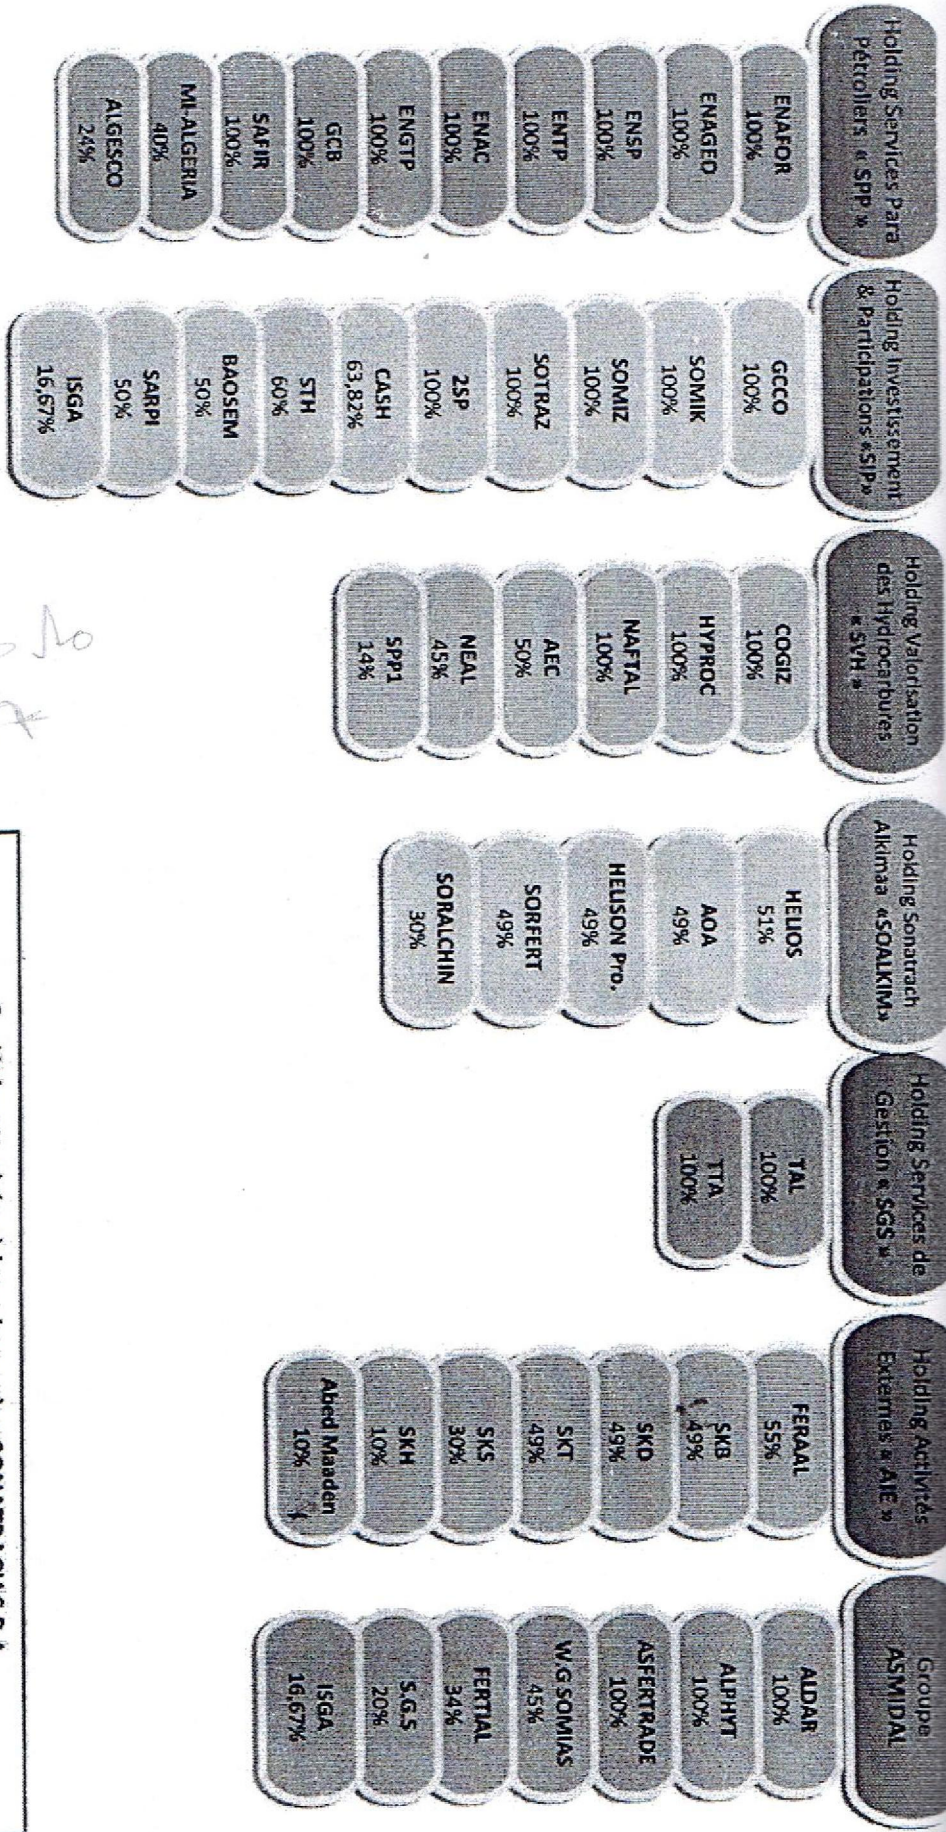 Holding Services Para
Pétroliers « SPP »
ENAFOR
100%
ENAGEO
100%
ENSP
100%
ENTP
100%
ENAC
100%
ENGTP
100%
GCB
100%
SAFIR
100%
MI-ALGERIA
40%
ALGESCO
24%
Holding Investissement
& Participations «SIP»
GCCO
100%
SOMIK
100%
SOMIZ
100%
SOTRAZ
100%
2SP
100%
CASH
63,82%
STH
60%
BAOSEM
50%
SARPI
50%
ISGA
16,67%
Holding Valorisation
des Hydrocarbures
« SVH »
COGIZ
100%
HYPROC
100%
NAFTAL
100%
AEC
50%
NEAL
45%
SPP1
14%
Holding Sonatrach
Alkimaa «SOALKIM»
HELIOS
51%
AOA
49%
HELISON Pro.
49%
SORFERT
49%
SORALCHIN
30%
Holding Services de
Gestion « SGS »
TAL
100%
TTA
100%
Holding Activités
Externes « AIE »
FERAAL
55%
SKB
49%
SKD
49%
SKT
49%
SKS
30%
SKH
10%
Abed Maaden
10%
Groupe
ASMIDAL
ALDAR
100%
ALPHYT
100%
ASFERTRADE
100%
W.G SOMIAS
45%
FERTIAL
34%
S.G.S
20%
ISGA
16,67%